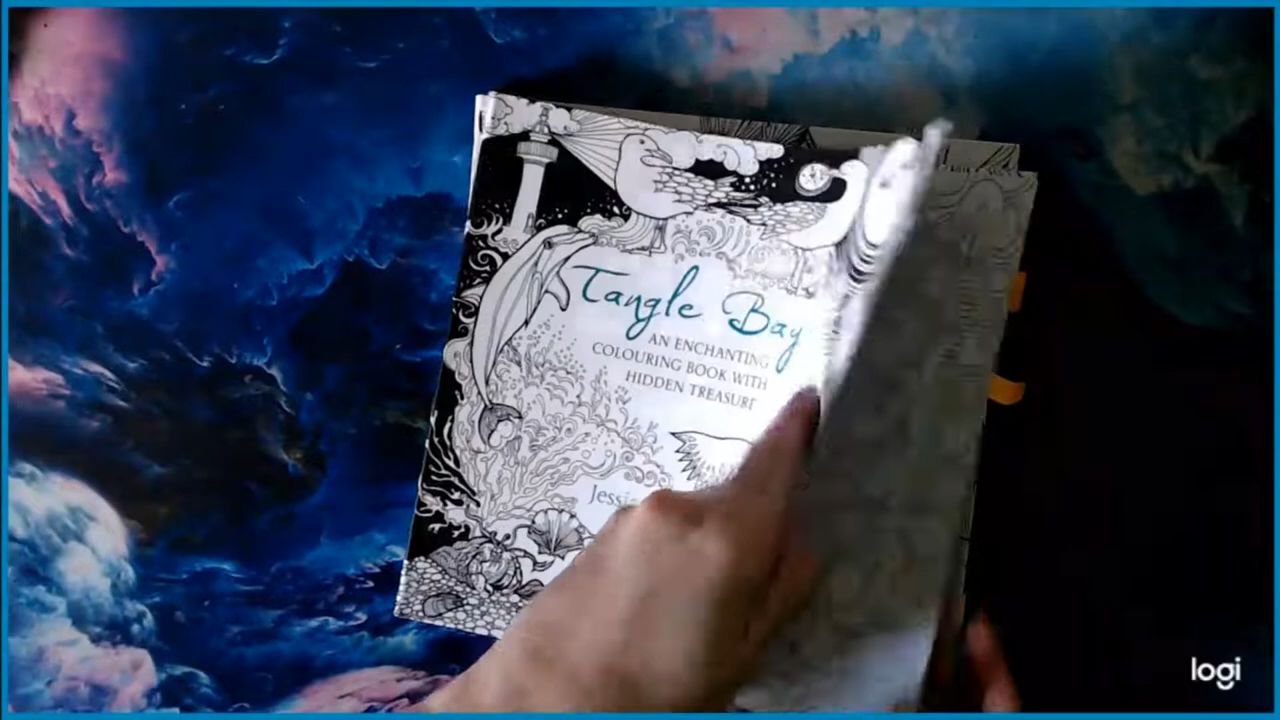 Tangle Bay
AN ENCHANTING
COLOURING BOOK WITH
HIDDEN TREASURE
logi